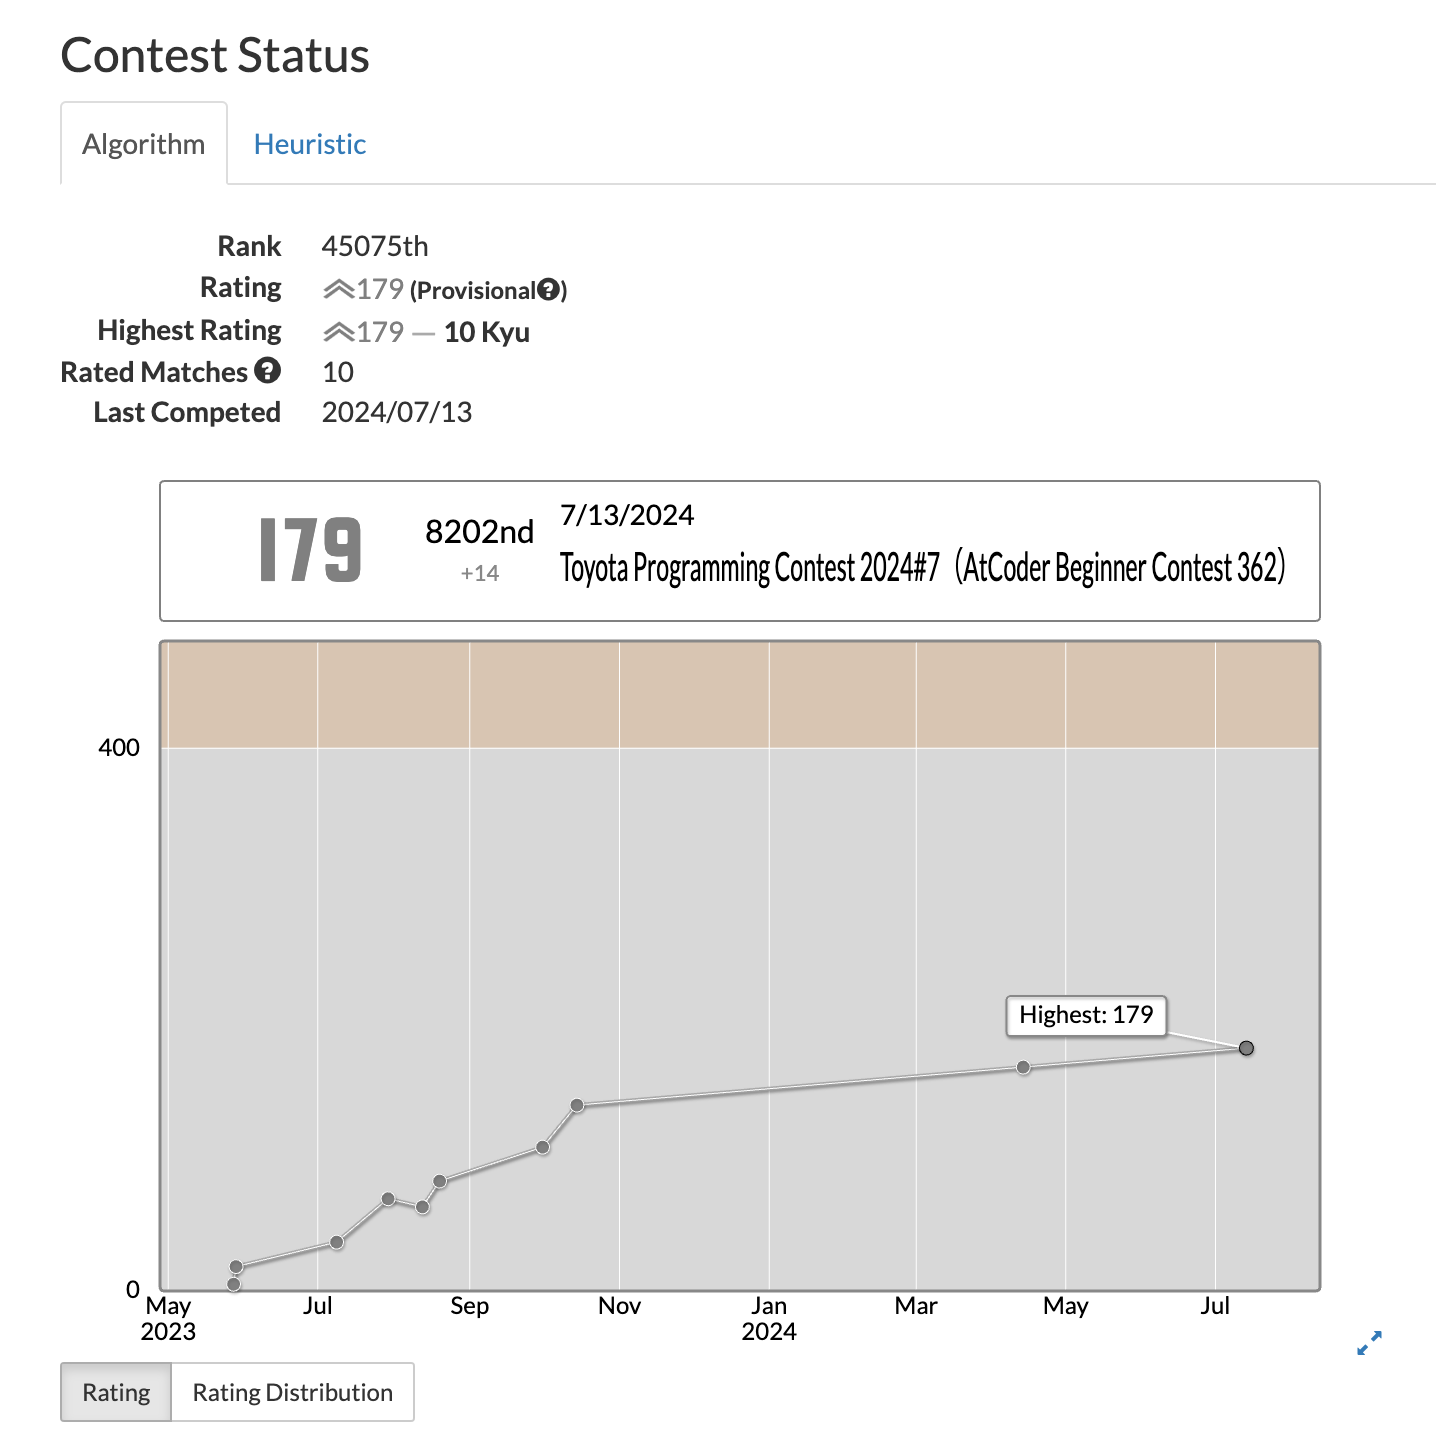 Contest Status
Algorithm Heuristic
Rank 45075th
Rating 179 (Provisional?)
Highest Rating 179 — 10 Kyu
Rated Matches ? 10
Last Competed 2024/07/13
179 8202nd +14
7/13/2024
Toyota Programming Contest 2024#7（AtCoder Beginner Contest 362）
400
Highest: 179
0
May Jul Sep Nov Jan Mar May Jul
2023 2024
Rating Rating Distribution